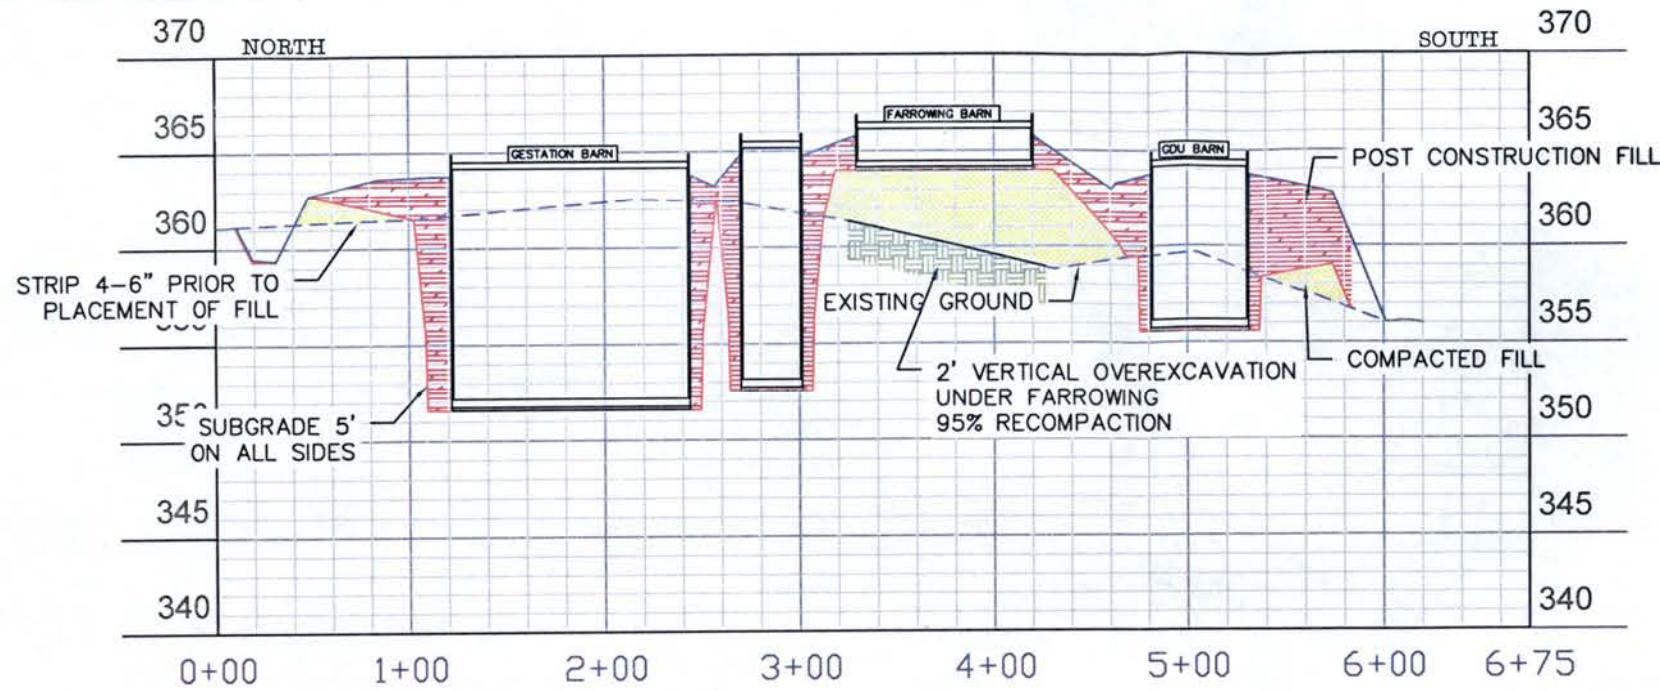 370
NORTH
SOUTH
370
365
FARROWING BARN
365
GESTATION BARN
GDU BARN
POST CONSTRUCTION FILL
360
360
STRIP 4-6" PRIOR TO
PLACEMENT OF FILL
EXISTING GROUND
355
COMPACTED FILL
2' VERTICAL OVEREXCAVATION
UNDER FARROWING
95% RECOMPACTION
350
SUBGRADE 5'
ON ALL SIDES
345
345
340
340
0+00
1+00
2+00
3+00
4+00
5+00
6+00
6+75